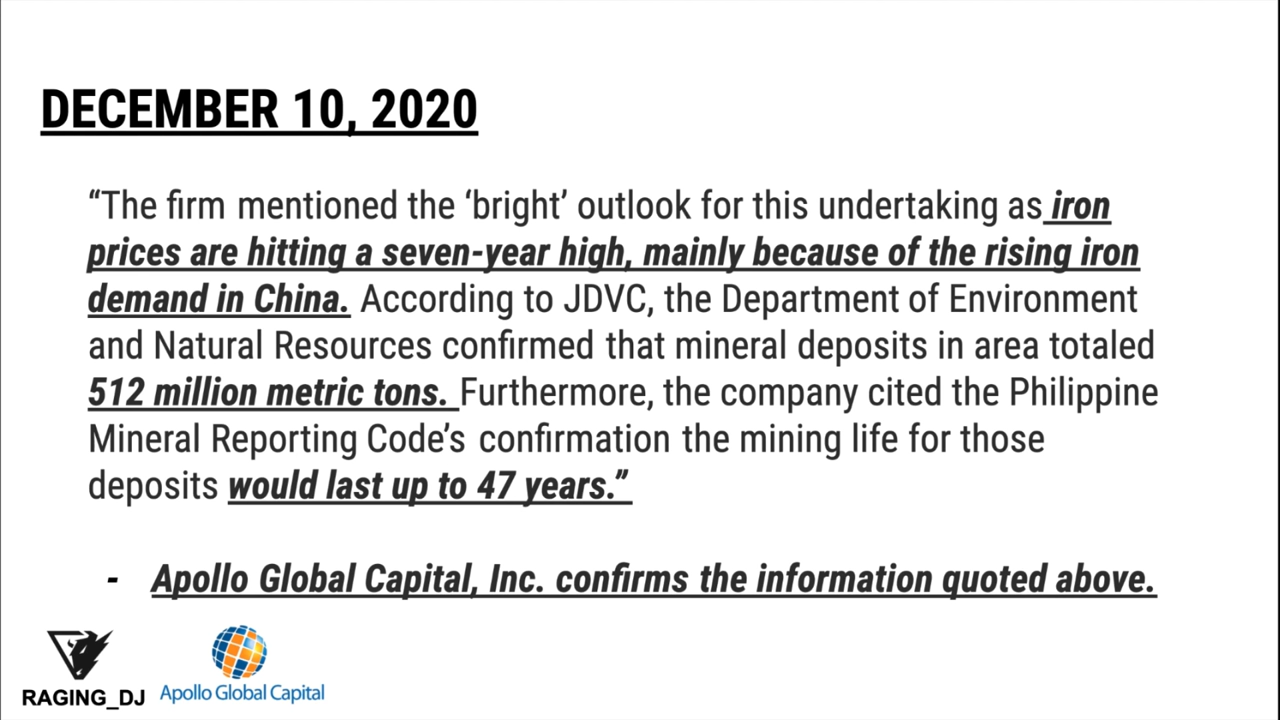 DECEMBER 10, 2020
“The firm mentioned the ‘bright’ outlook for this undertaking as iron
prices are hitting a seven-year high, mainly because of the rising iron
demand in China. According to JDVC, the Department of Environment
and Natural Resources confirmed that mineral deposits in area totaled
512 million metric tons. Furthermore, the company cited the Philippine
Mineral Reporting Code’s confirmation the mining life for those
deposits would last up to 47 years.”
- Apollo Global Capital, Inc. confirms the information quoted above.
RAGING_DJ
Apollo Global Capital